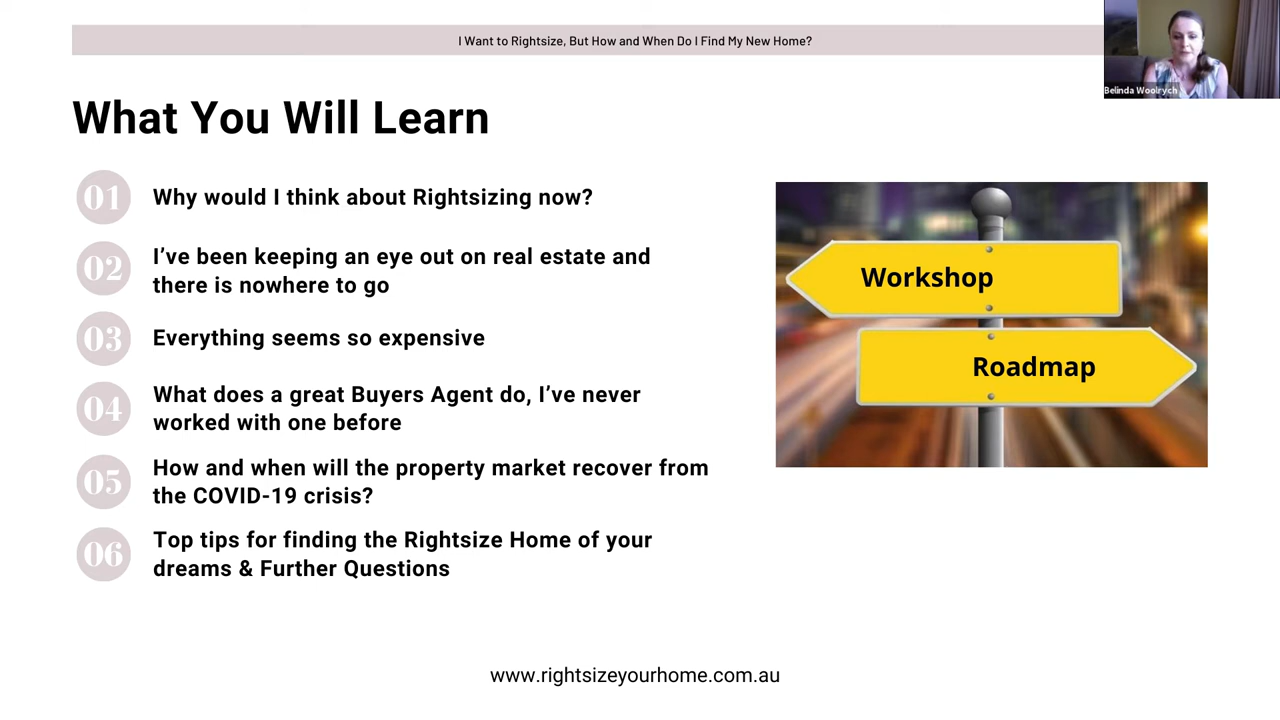 I Want to Rightsize, But How and When Do I Find My New Home?
Belinda Woolrych
What You Will Learn
01 Why would I think about Rightsizing now?
02 I’ve been keeping an eye out on real estate and
there is nowhere to go
03 Everything seems so expensive
04 What does a great Buyers Agent do, I’ve never
worked with one before
05 How and when will the property market recover from
the COVID-19 crisis?
06 Top tips for finding the Rightsize Home of your
dreams & Further Questions
Workshop
Roadmap
www.rightsizeyourhome.com.au